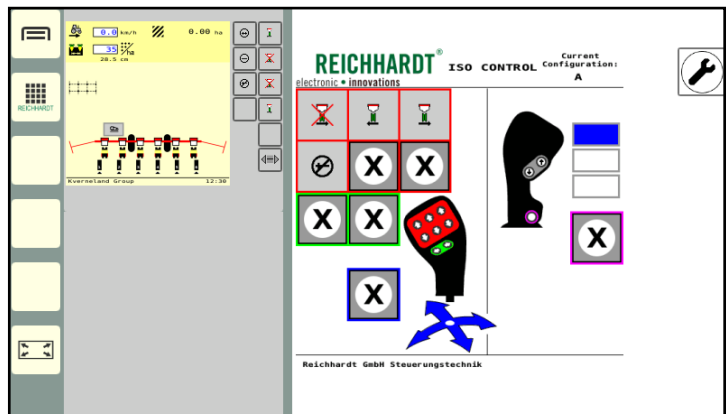 0.0 km/h
0.00 ha
35 /ha
28.5 cm
Kverneland Group 12:30
REICHHARDT
REICHHARDT®
electronic • innovations
ISO CONTROL
Current
Configuration:
A
X X
X X
X
X
Reichhardt GmbH Steuerungstechnik